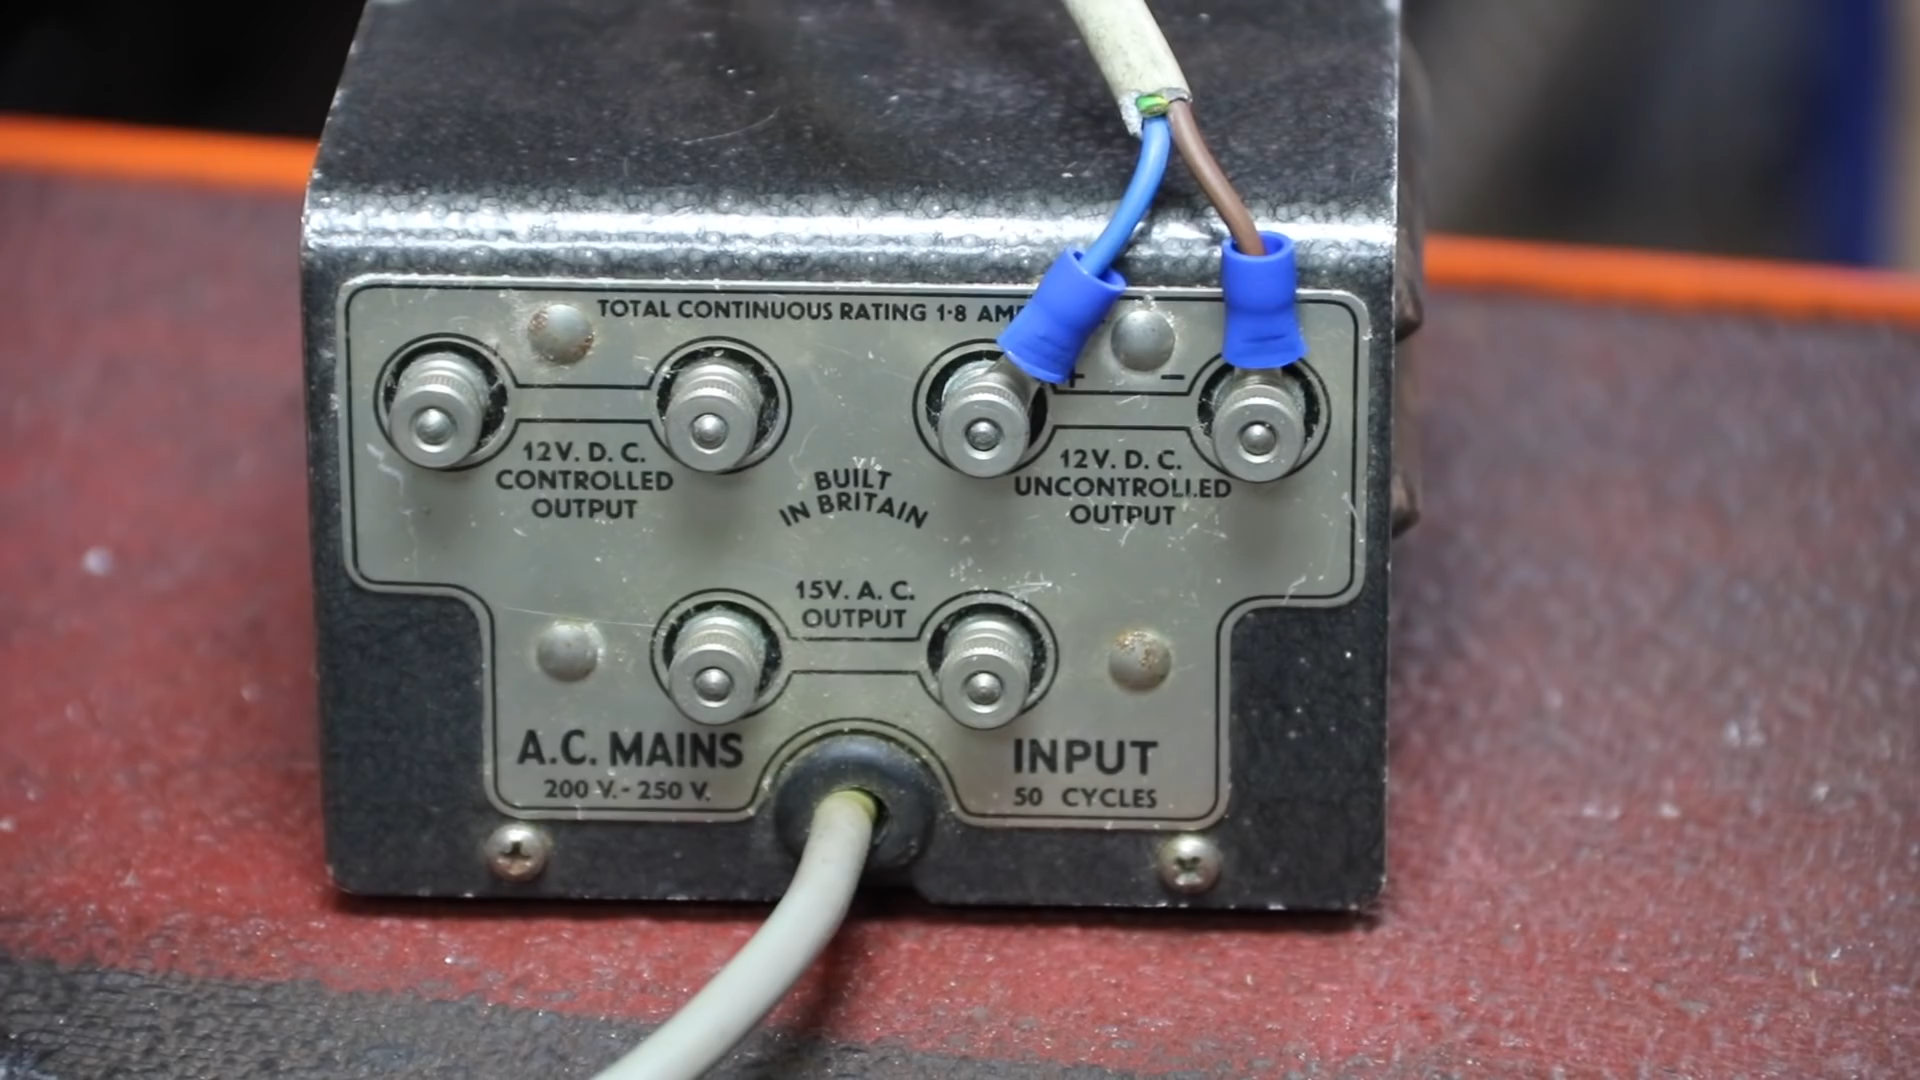 TOTAL CONTINUOUS RATING 1·8
+ −
12V. D. C.
CONTROLLED
OUTPUT
BUILT
IN BRITAIN
12V. D. C.
UNCONTROLLED
OUTPUT
15V. A. C.
OUTPUT
A.C. MAINS
200 V. - 250 V.
INPUT
50 CYCLES